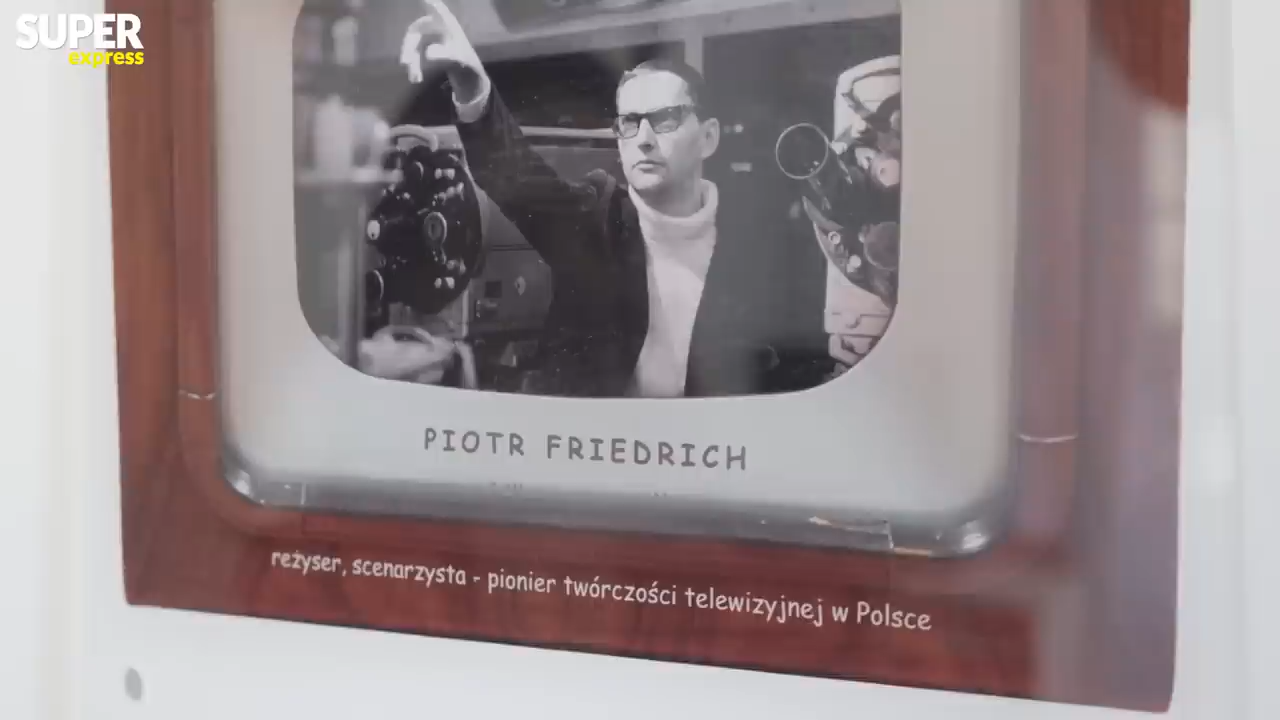 SUPER
express
PIOTR FRIEDRICH
reżyser, scenarzysta - pionier twórczości telewizyjnej w Polsce